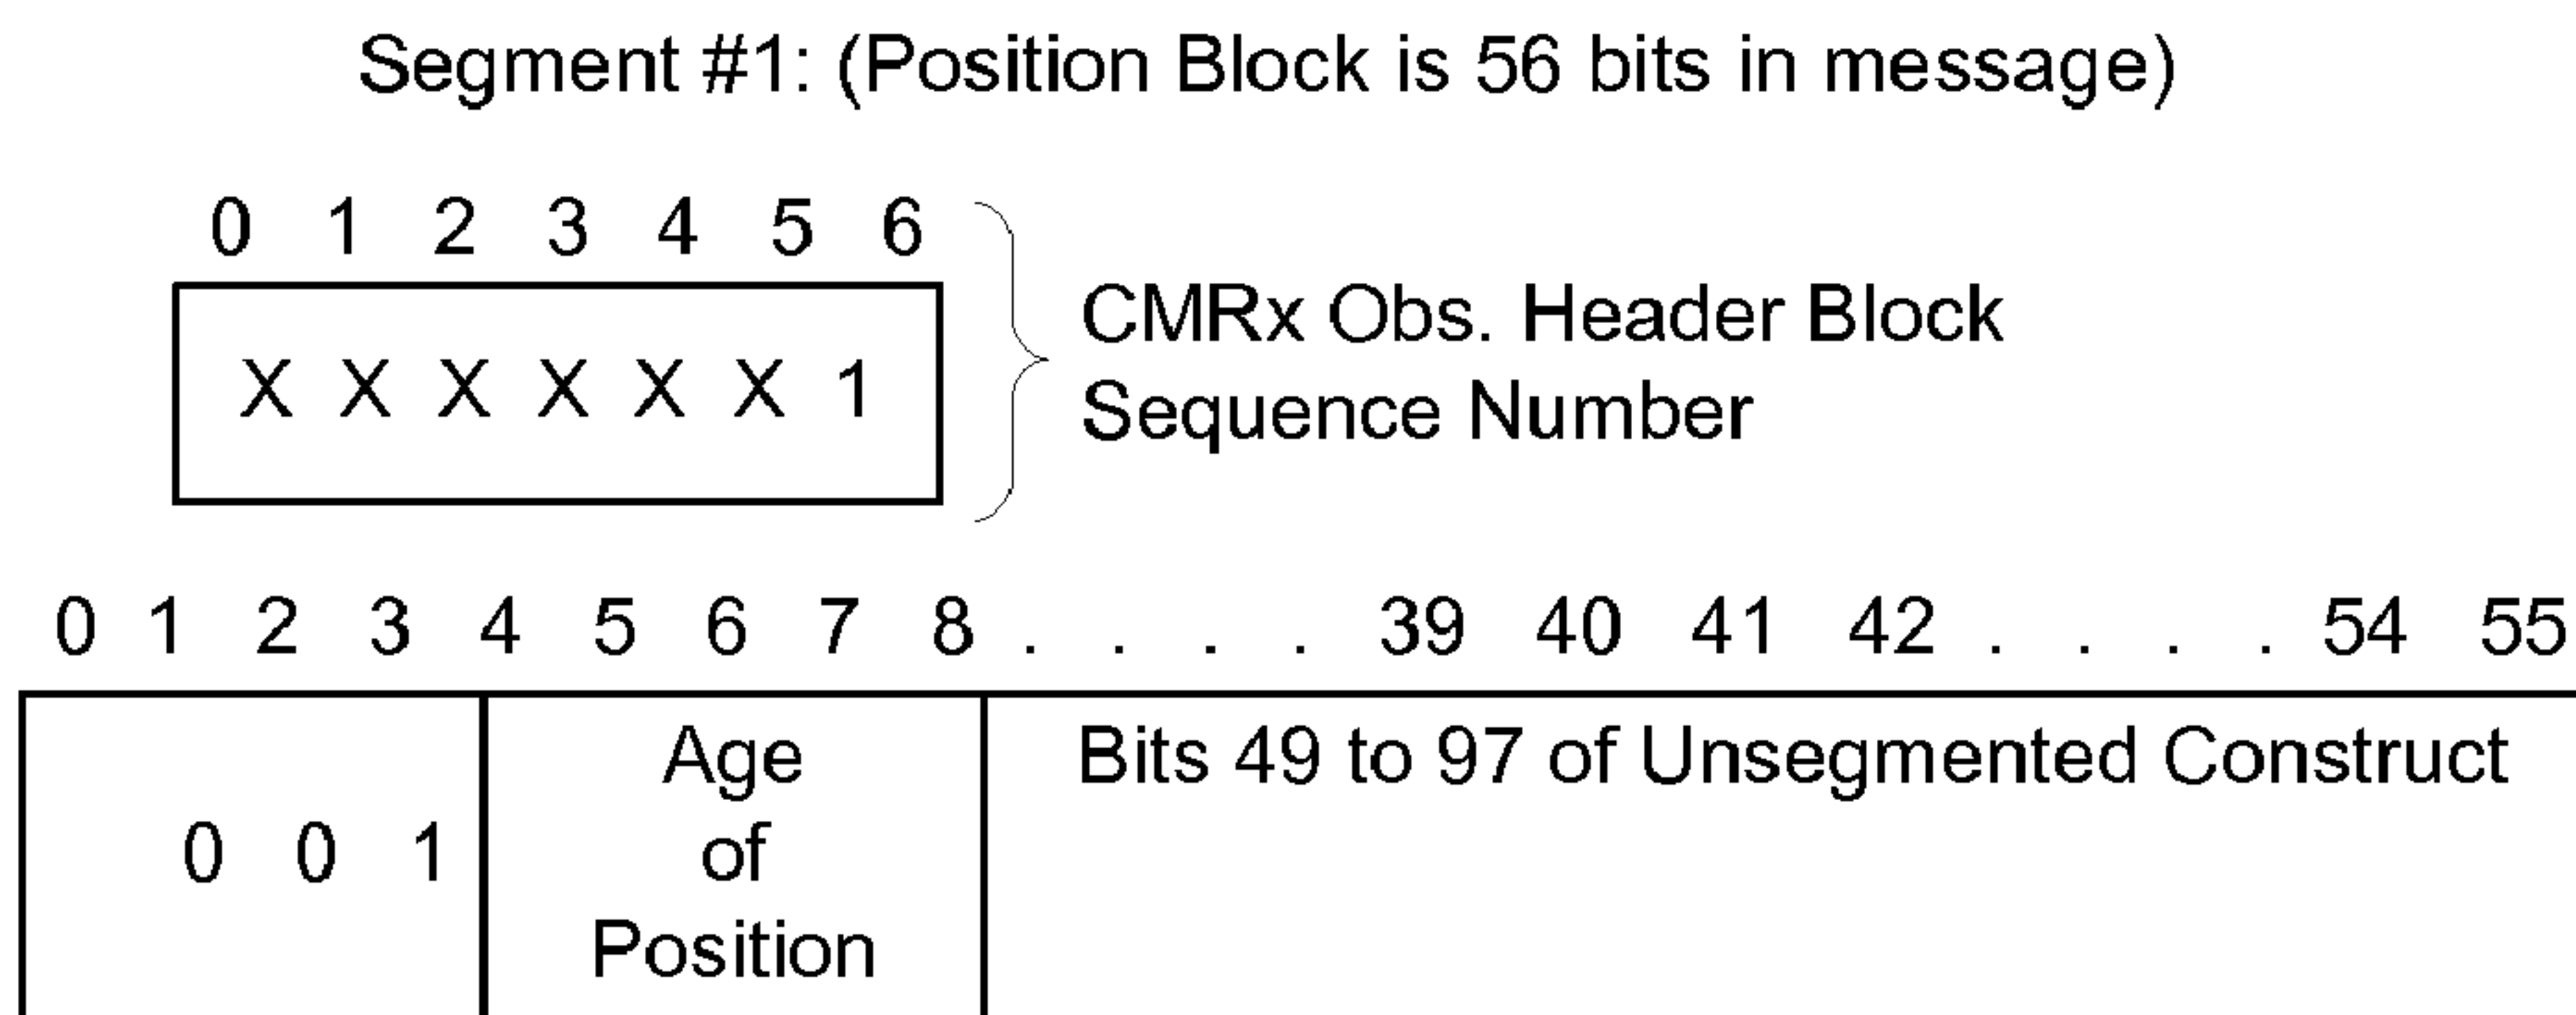 Segment #1: (Position Block is 56 bits in message)
0 1 2 3 4 5 6
X X X X X X 1
CMRx Obs. Header Block
Sequence Number
0 1 2 3 4 5 6 7 8 . . . . 39 40 41 42 . . . . 54 55
0 0 1
Age
of
Position
Bits 49 to 97 of Unsegmented Construct